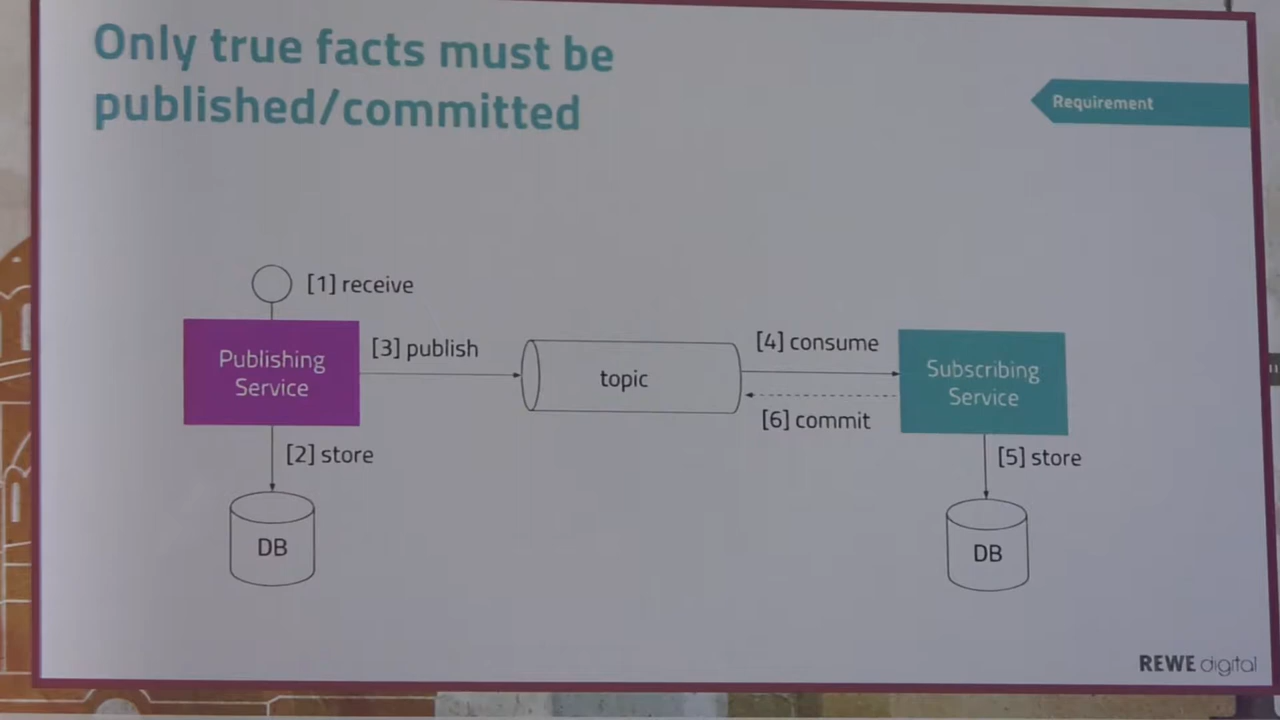 Only true facts must be
published/committed
Requirement
[1] receive
Publishing
Service
[3] publish
topic
[4] consume
[6] commit
Subscribing
Service
[2] store
[5] store
DB
DB
REWE digital